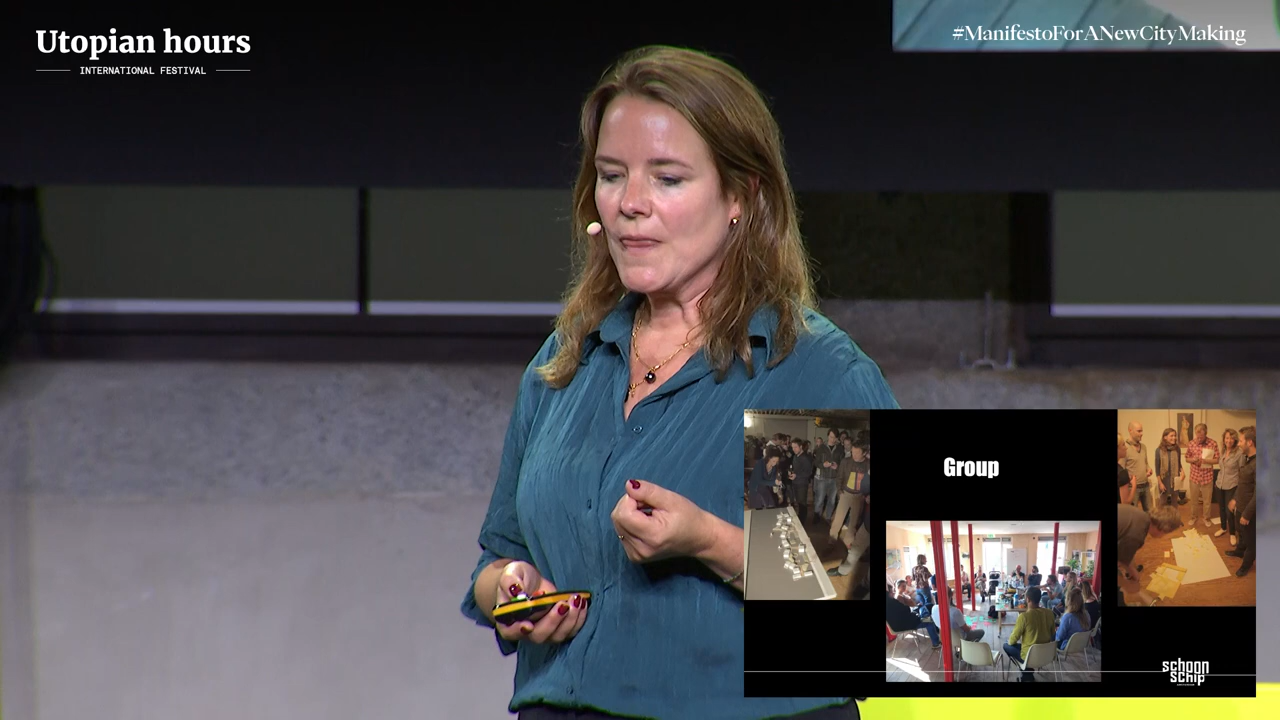 Utopian hours
INTERNATIONAL FESTIVAL
#ManifestoForANewCityMaking
Group
schoon
schip